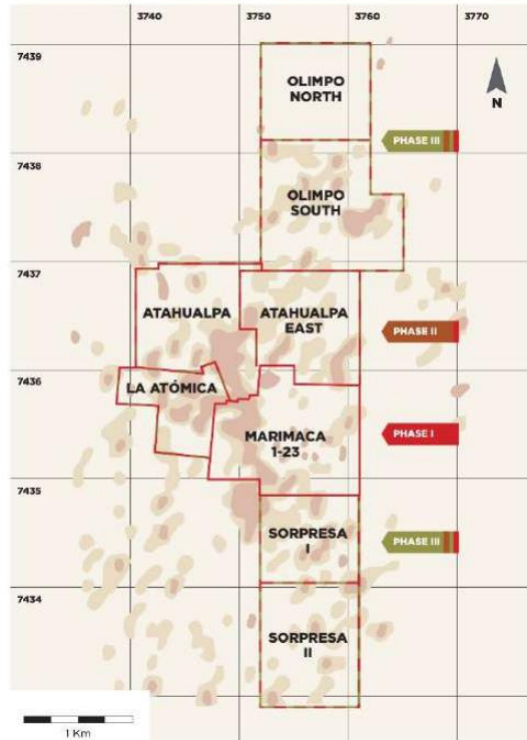 3740 3750 3760 3770
7439
OLIMPO
NORTH
N
PHASE III
7438
OLIMPO
SOUTH
7437
ATAHUALPA
ATAHUALPA
EAST
PHASE II
7436
LA ATÓMICA
MARIMACA
1-23
PHASE I
7435
SORPRESA
I
PHASE III
7434
SORPRESA
II
1 Km